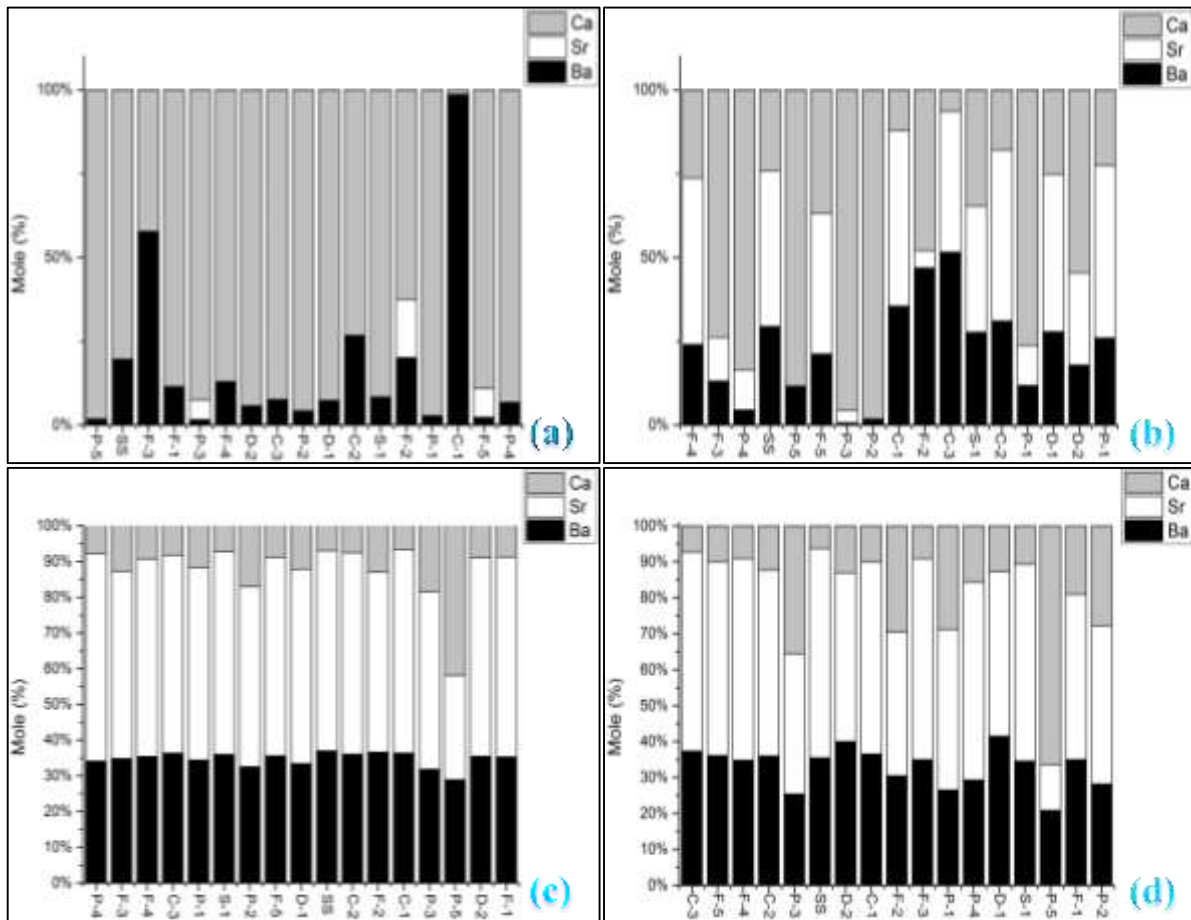 Ca
Sr
Ba
100%
50%
0%
Mole (%)
P-5 SS F-3 F-1 P-3 F-4 D-2 C-3 P-2 D-1 C-2 S-1 F-2 P-1 C-1 F-5 P-4
(a)
Ca
Sr
Ba
100%
50%
0%
Mole (%)
F-4 F-3 P-4 SS P-5 F-5 P-3 P-2 C-1 F-2 C-3 S-1 C-2 P-1 D-1 D-2 P-1
(b)
Ca
Sr
Ba
100%
90%
80%
70%
60%
50%
40%
30%
20%
10%
0%
Mole (%)
P-4 F-3 F-4 C-3 P-1 S-1 P-2 F-5 D-1 SS C-2 F-2 C-1 P-3 P-5 D-2 F-1
(c)
Ca
Sr
Ba
100%
90%
80%
70%
60%
50%
40%
30%
20%
10%
0%
Mole (%)
C-3 F-5 F-4 C-2 P-3 SS D-2 C-1 F-2 F-3 P-1 P-4 D-1 S-1 P-5 F-1 P-2
(d)